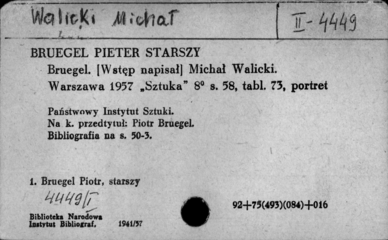 Walicki Michał
II-4449
BRUEGEL PIETER STARSZY
Bruegel. [Wstęp napisał] Michał Walicki.
Warszawa 1957 „Sztuka" 8º s. 58, tabl. 73, portret
Państwowy Instytut Sztuki.
Na k. przedtytuł: Piotr Bruegel.
Bibliografia na s. 50-3.
1. Bruegel Piotr, starszy
4449/I
92+75(493)(084)+016
Biblioteka Narodowa
Instytut Bibliograf. 1941/57